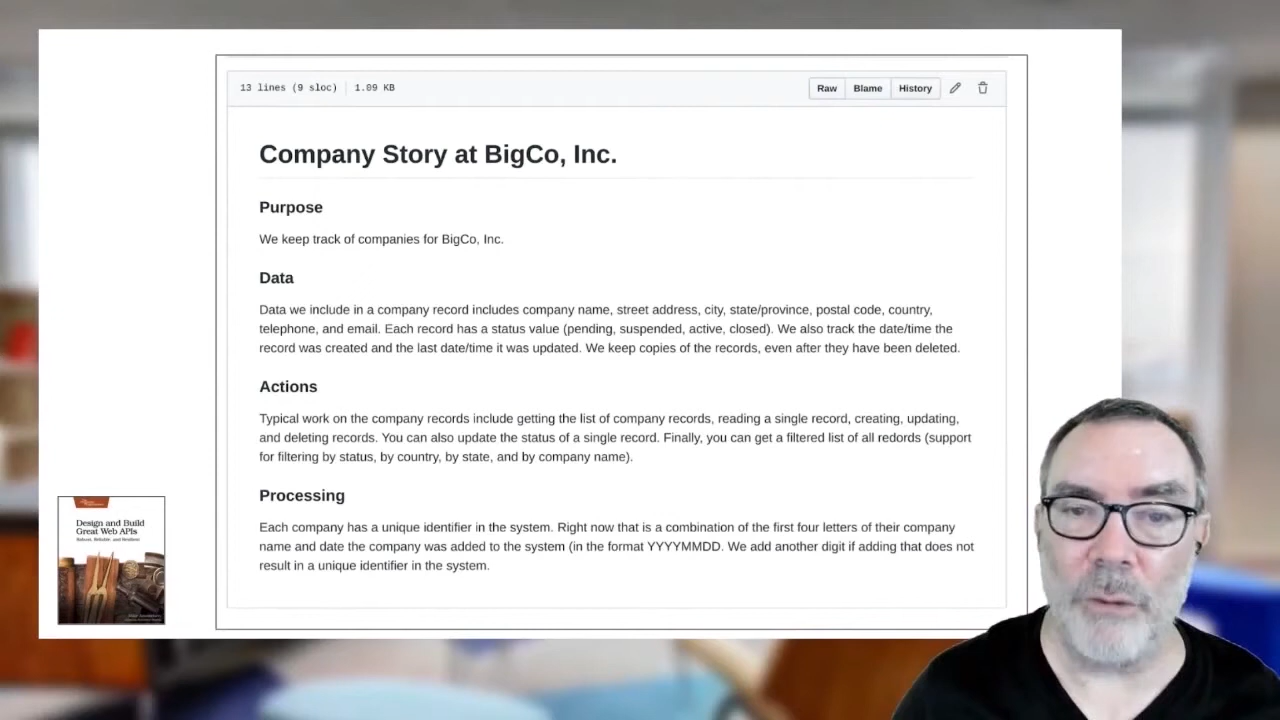 13 lines (9 sloc) 1.09 KB
Raw Blame History
Company Story at BigCo, Inc.
Purpose
We keep track of companies for BigCo, Inc.
Data
Data we include in a company record includes company name, street address, city, state/province, postal code, country,
telephone, and email. Each record has a status value (pending, suspended, active, closed). We also track the date/time the
record was created and the last date/time it was updated. We keep copies of the records, even after they have been deleted.
Actions
Typical work on the company records include getting the list of company records, reading a single record, creating, updating,
and deleting records. You can also update the status of a single record. Finally, you can get a filtered list of all redords (support
for filtering by status, by country, by state, and by company name).
Processing
Each company has a unique identifier in the system. Right now that is a combination of the first four letters of their company
name and date the company was added to the system (in the format YYYYMMDD. We add another digit if adding that does not
result in a unique identifier in the system.
Design and Build
Great Web APIs
Robust, Reliable, and Resilient